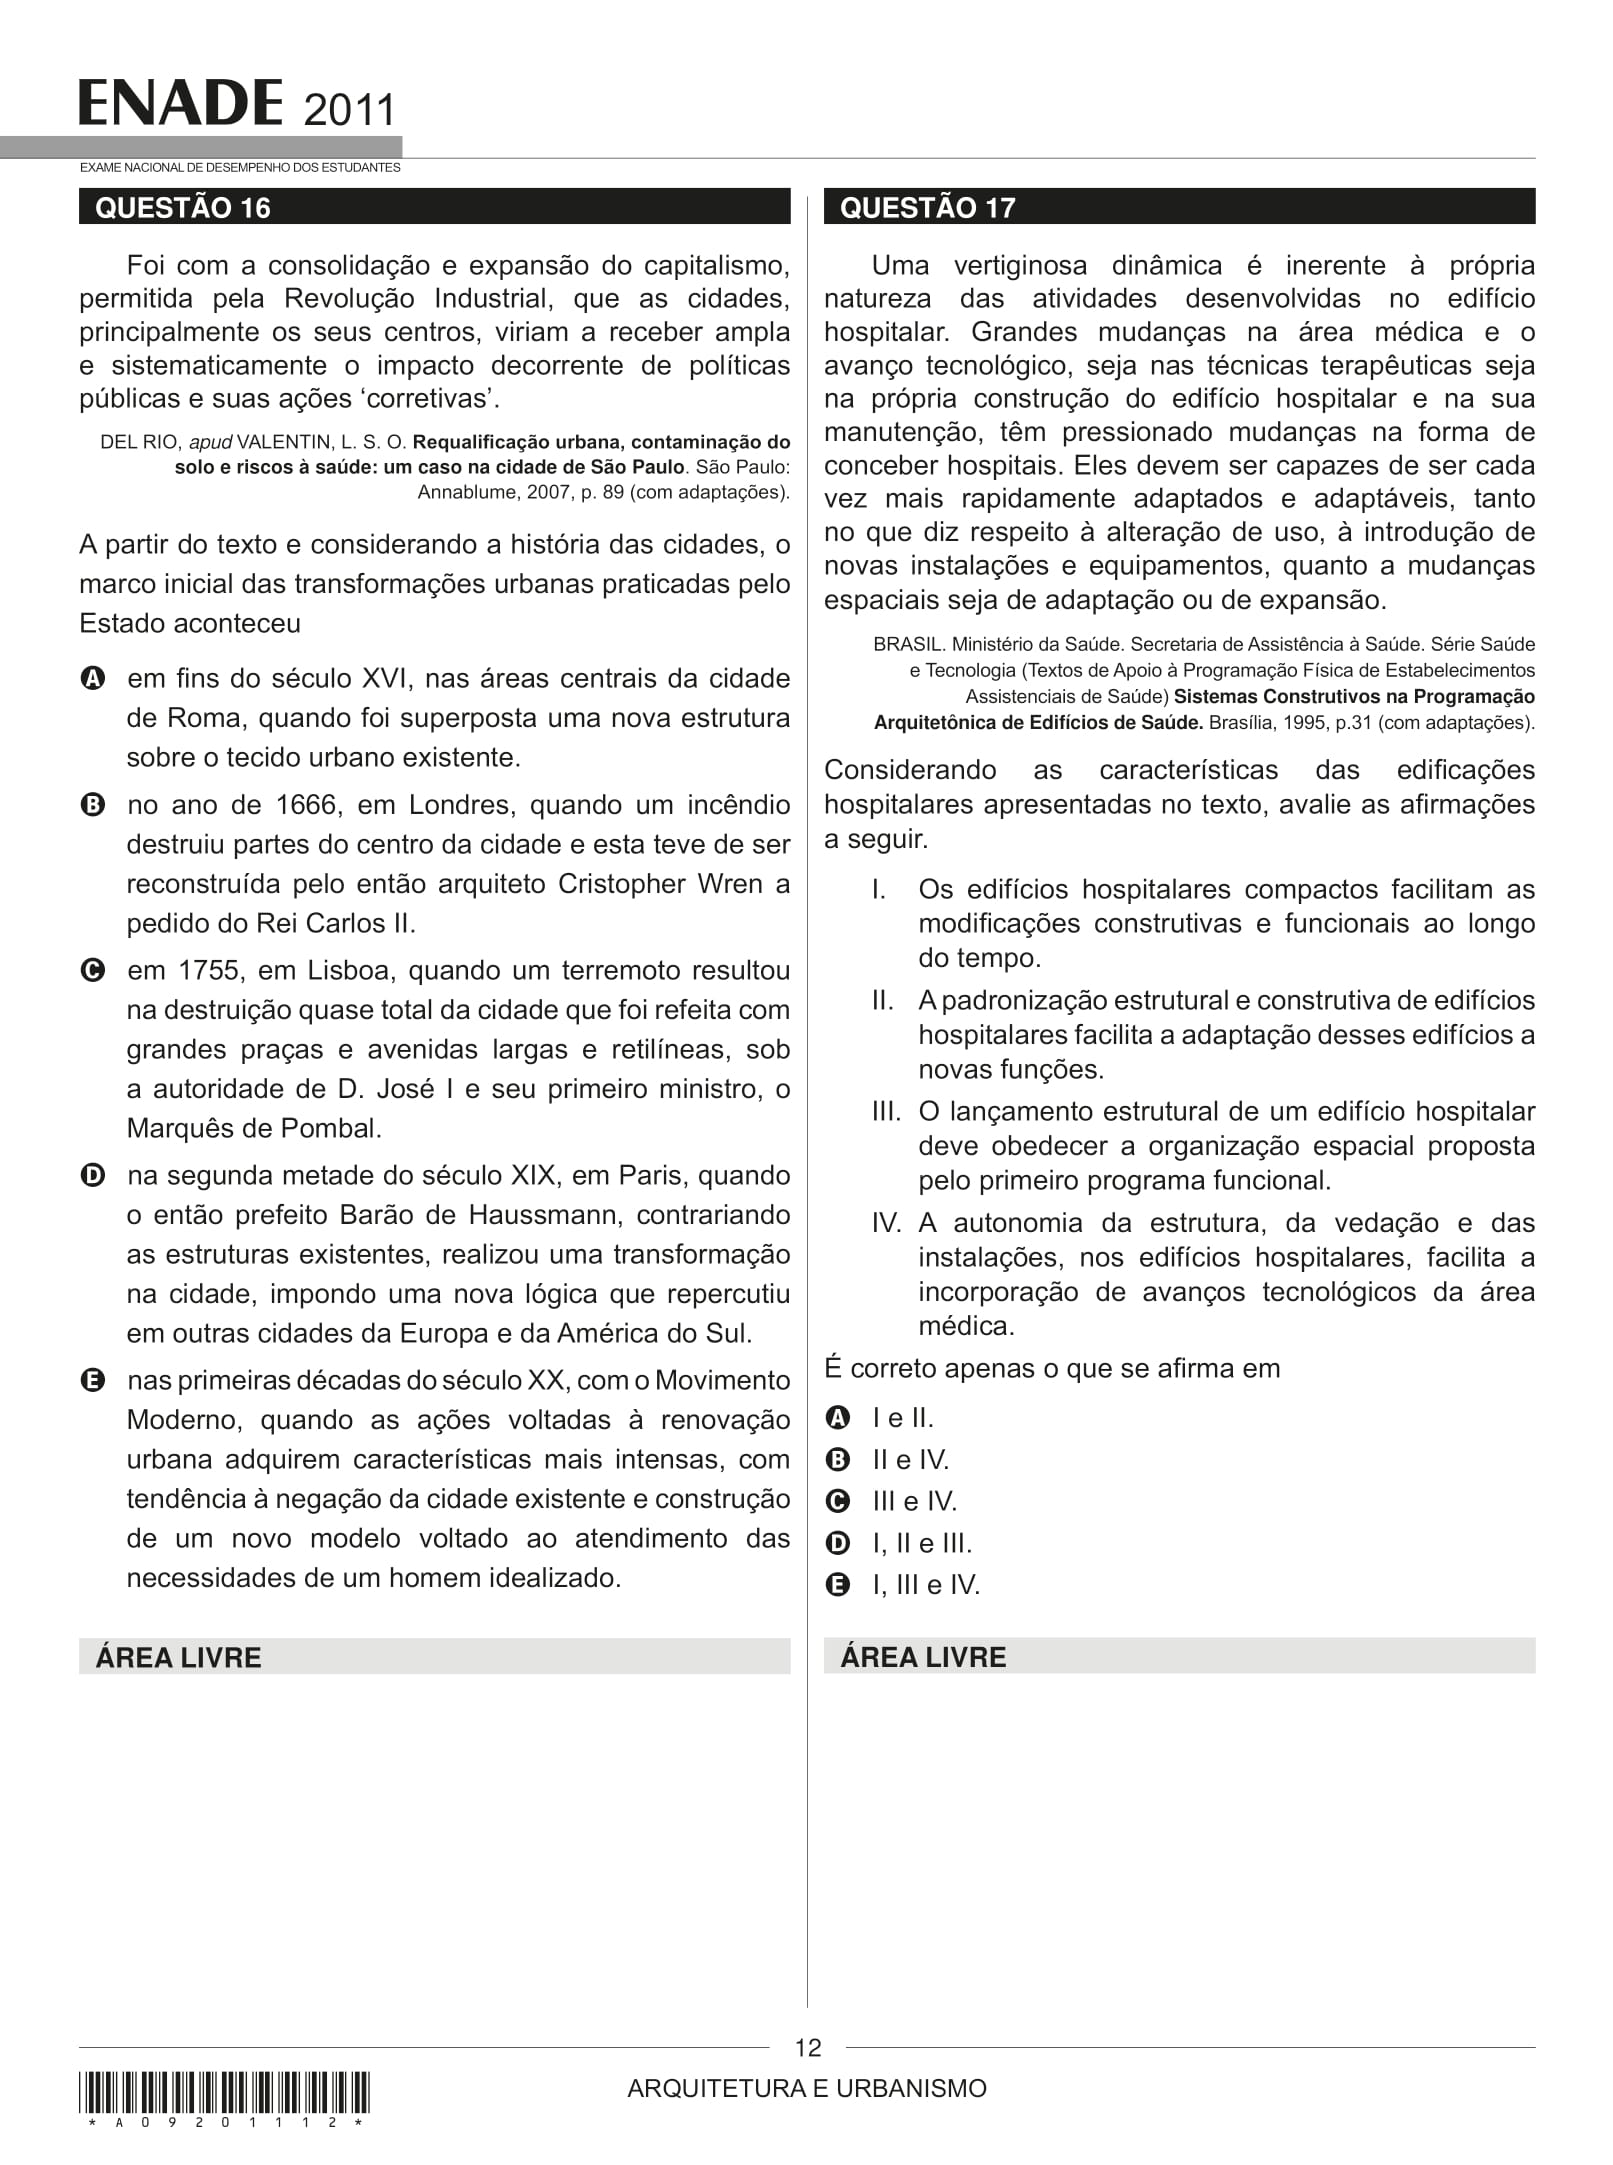 ENADE 2011
EXAME NACIONAL DE DESEMPENHO DOS ESTUDANTES
QUESTÃO 16
Foi com a consolidação e expansão do capitalismo,
permitida pela Revolução Industrial, que as cidades,
principalmente os seus centros, viriam a receber ampla
e sistematicamente o impacto decorrente de políticas
públicas e suas ações ‘corretivas’.
DEL RIO, apud VALENTIN, L. S. O. Requalificação urbana, contaminação do
solo e riscos à saúde: um caso na cidade de São Paulo. São Paulo:
Annablume, 2007, p. 89 (com adaptações).
A partir do texto e considerando a história das cidades, o
marco inicial das transformações urbanas praticadas pelo
Estado aconteceu
A em fins do século XVI, nas áreas centrais da cidade
de Roma, quando foi superposta uma nova estrutura
sobre o tecido urbano existente.
B no ano de 1666, em Londres, quando um incêndio
destruiu partes do centro da cidade e esta teve de ser
reconstruída pelo então arquiteto Cristopher Wren a
pedido do Rei Carlos II.
C em 1755, em Lisboa, quando um terremoto resultou
na destruição quase total da cidade que foi refeita com
grandes praças e avenidas largas e retilíneas, sob
a autoridade de D. José I e seu primeiro ministro, o
Marquês de Pombal.
D na segunda metade do século XIX, em Paris, quando
o então prefeito Barão de Haussmann, contrariando
as estruturas existentes, realizou uma transformação
na cidade, impondo uma nova lógica que repercutiu
em outras cidades da Europa e da América do Sul.
E nas primeiras décadas do século XX, com o Movimento
Moderno, quando as ações voltadas à renovação
urbana adquirem características mais intensas, com
tendência à negação da cidade existente e construção
de um novo modelo voltado ao atendimento das
necessidades de um homem idealizado.
ÁREA LIVRE
QUESTÃO 17
Uma vertiginosa dinâmica é inerente à própria
natureza das atividades desenvolvidas no edifício
hospitalar. Grandes mudanças na área médica e o
avanço tecnológico, seja nas técnicas terapêuticas seja
na própria construção do edifício hospitalar e na sua
manutenção, têm pressionado mudanças na forma de
conceber hospitais. Eles devem ser capazes de ser cada
vez mais rapidamente adaptados e adaptáveis, tanto
no que diz respeito à alteração de uso, à introdução de
novas instalações e equipamentos, quanto a mudanças
espaciais seja de adaptação ou de expansão.
BRASIL. Ministério da Saúde. Secretaria de Assistência à Saúde. Série Saúde
e Tecnologia (Textos de Apoio à Programação Física de Estabelecimentos
Assistenciais de Saúde) Sistemas Construtivos na Programação
Arquitetônica de Edifícios de Saúde. Brasília, 1995, p.31 (com adaptações).
Considerando as características das edificações
hospitalares apresentadas no texto, avalie as afirmações
a seguir.
I. Os edifícios hospitalares compactos facilitam as
modificações construtivas e funcionais ao longo
do tempo.
II. A padronização estrutural e construtiva de edifícios
hospitalares facilita a adaptação desses edifícios a
novas funções.
III. O lançamento estrutural de um edifício hospitalar
deve obedecer a organização espacial proposta
pelo primeiro programa funcional.
IV. A autonomia da estrutura, da vedação e das
instalações, nos edifícios hospitalares, facilita a
incorporação de avanços tecnológicos da área
médica.
É correto apenas o que se afirma em
A I e II.
B II e IV.
C III e IV.
D I, II e III.
E I, III e IV.
ÁREA LIVRE
12
ARQUITETURA E URBANISMO
* A 0 9 2 0 1 1 1 2 *